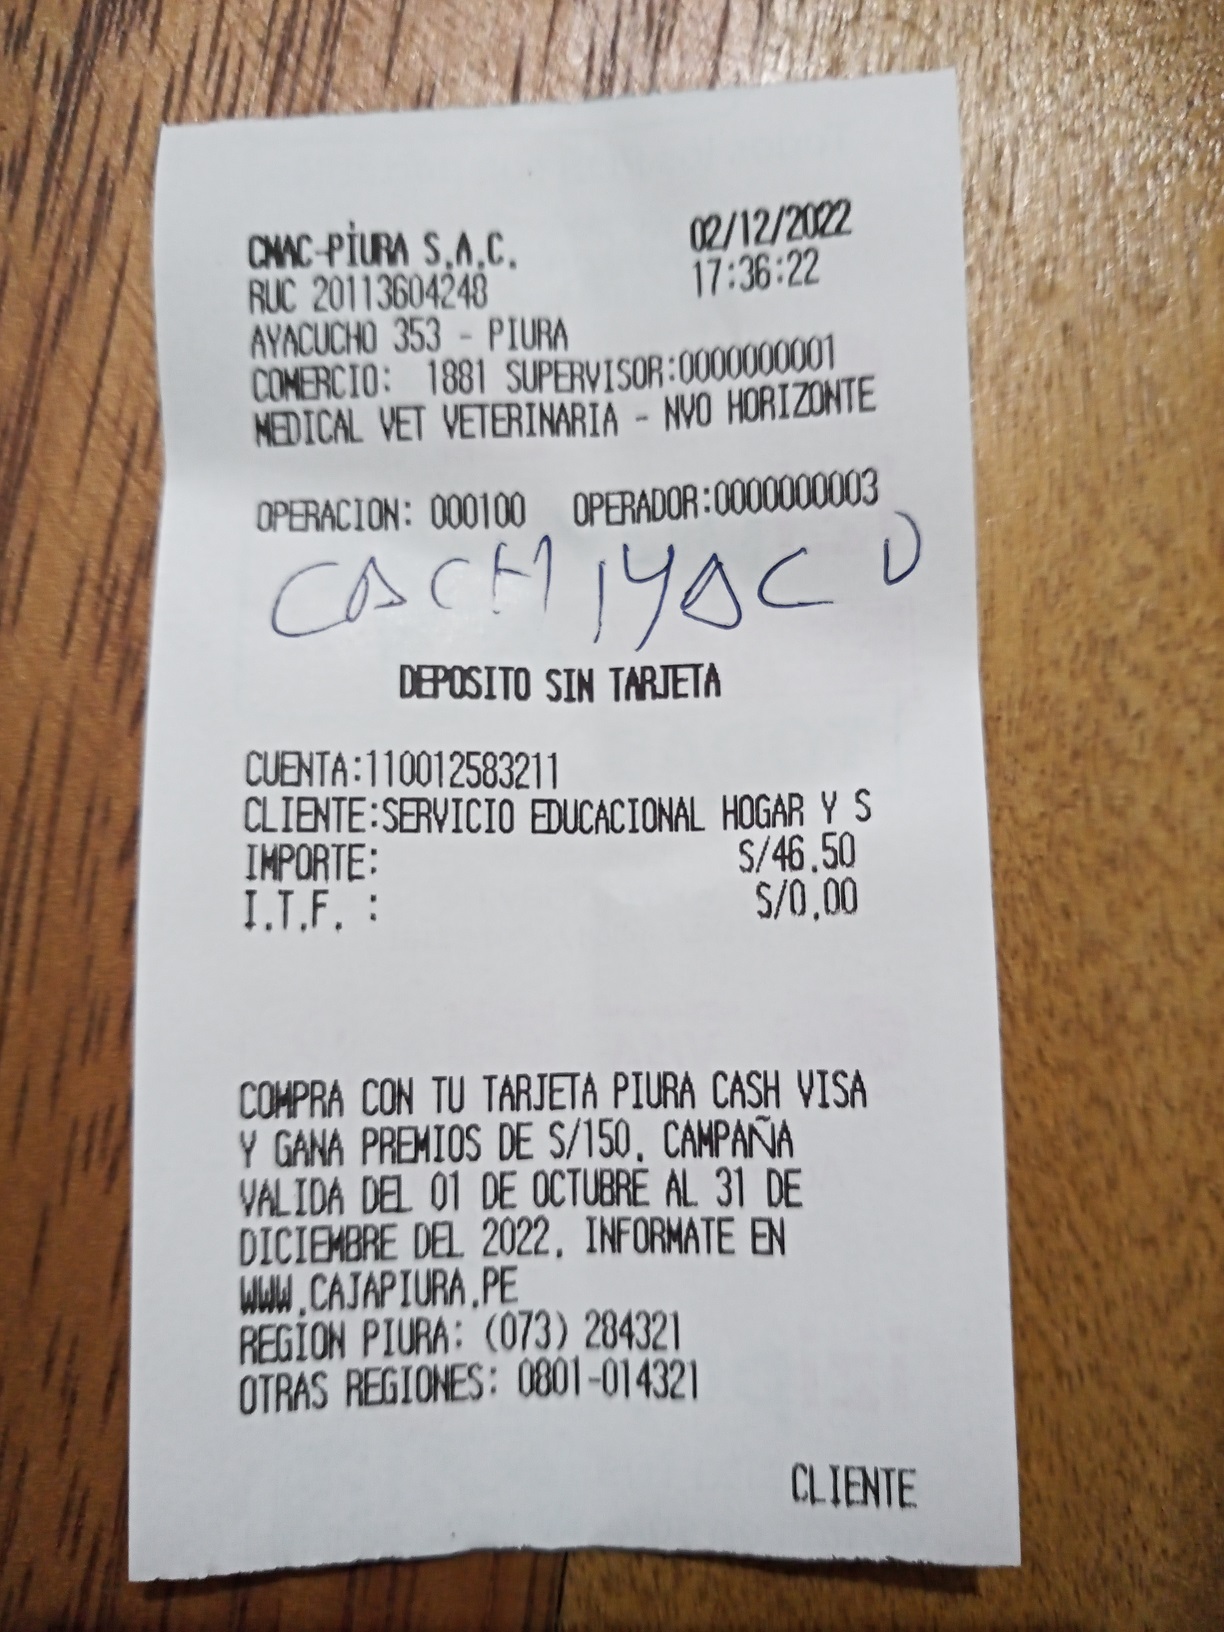 CMAC-PIURA S.A.C. 02/12/2022
RUC 20113604248 17:36:22
AYACUCHO 353 - PIURA
COMERCIO: 1881 SUPERVISOR:0000000001
MEDICAL VET VETERINARIA - NVO HORIZONTE
OPERACION: 000100 OPERADOR:0000000003
CACHIYACO
DEPOSITO SIN TARJETA
CUENTA:110012583211
CLIENTE:SERVICIO EDUCACIONAL HOGAR Y S
IMPORTE: S/46.50
I.T.F. : S/0.00
COMPRA CON TU TARJETA PIURA CASH VISA
Y GANA PREMIOS DE S/150. CAMPAÑA
VALIDA DEL 01 DE OCTUBRE AL 31 DE
DICIEMBRE DEL 2022. INFORMATE EN
WWW.CAJAPIURA.PE
REGION PIURA: (073) 284321
OTRAS REGIONES: 0801-014321
CLIENTE